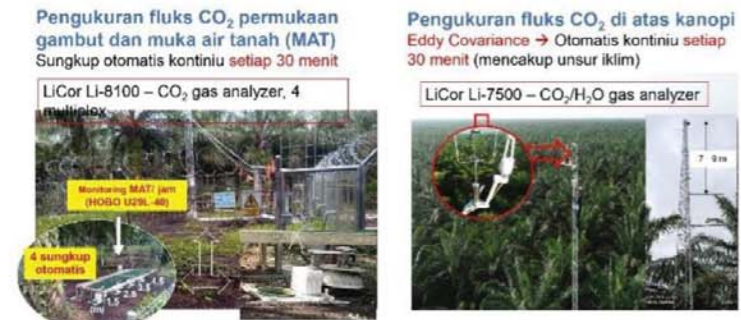 Pengukuran fluks CO₂ permukaan
gambut dan muka air tanah (MAT)
Sungkup otomatis kontiniu setiap 30 menit
LiCor Li-8100 – CO₂ gas analyzer, 4
multiplex
Monitoring MAT/ jam
(HOBO U20L-40)
4 sungkup
otomatis
Pengukuran fluks CO₂ di atas kanopi
Eddy Covariance → Otomatis kontiniu setiap
30 menit (mencakup unsur iklim)
LiCor Li-7500 – CO₂/H₂O gas analyzer